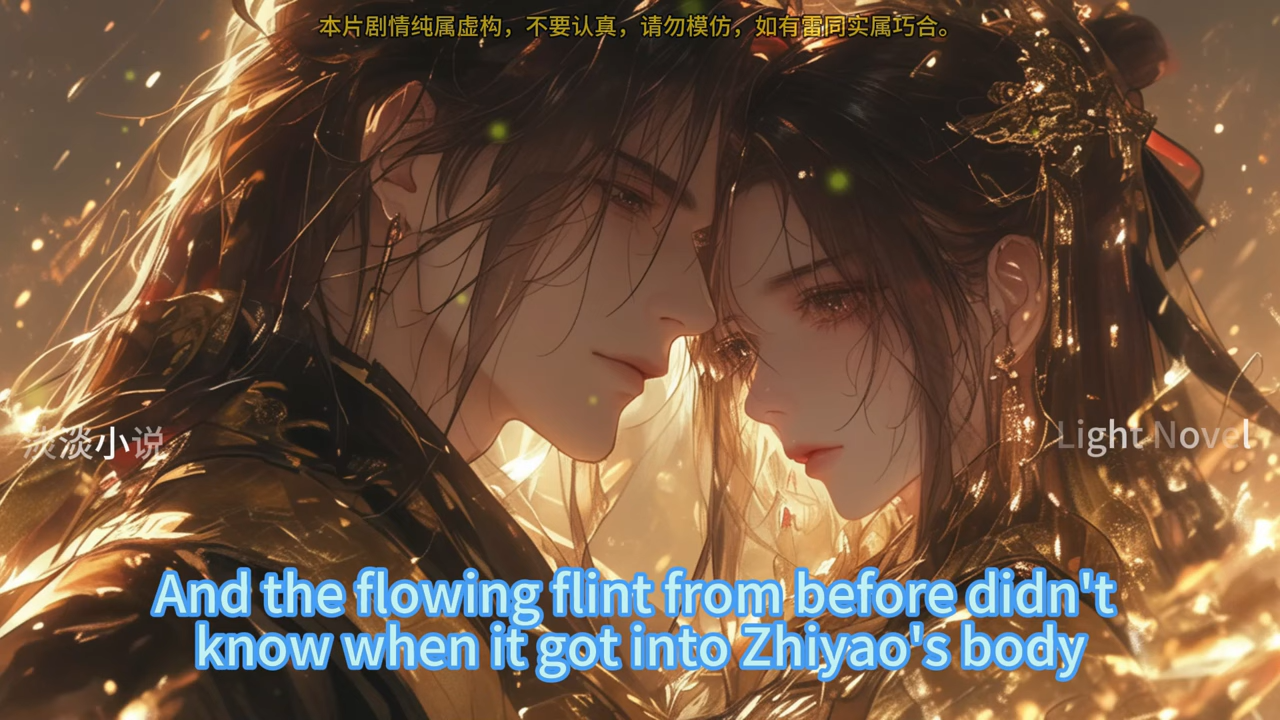 本片剧情纯属虚构，不要认真，请勿模仿，如有雷同实属巧合。
淡淡小说
Light Novel
And the flowing flint from before didn't
know when it got into Zhiyao's body